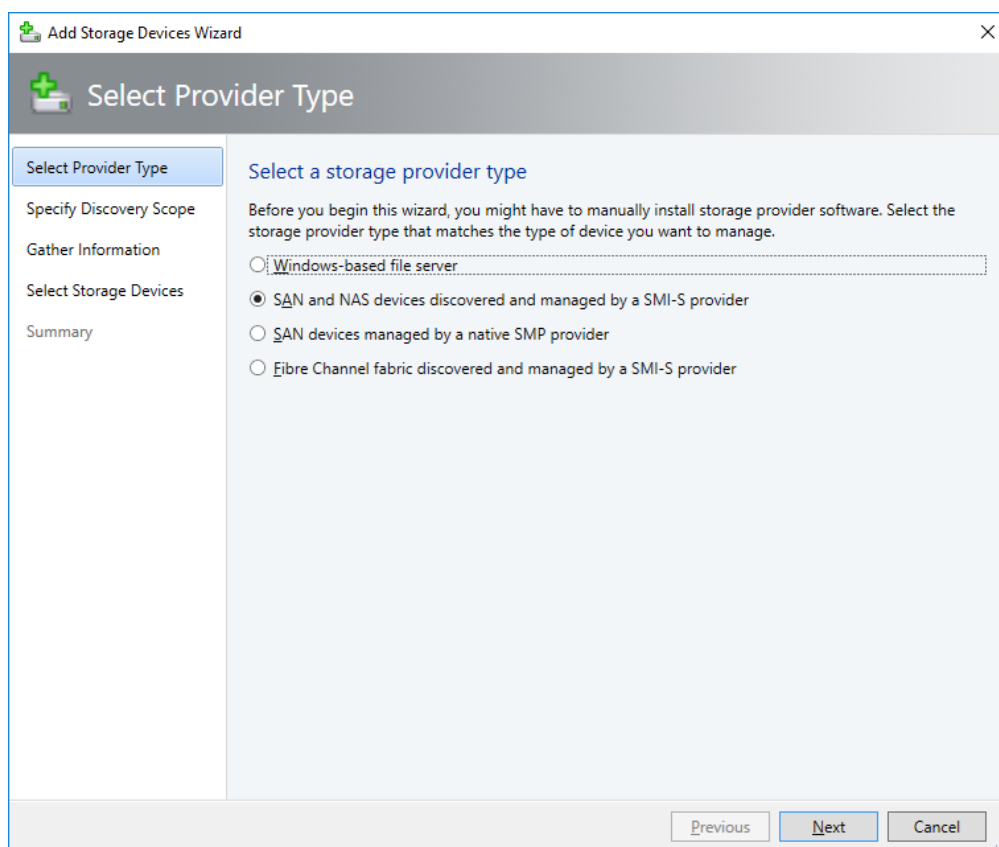 Add Storage Devices Wizard
Select Provider Type
Select Provider Type
Specify Discovery Scope
Gather Information
Select Storage Devices
Summary
Select a storage provider type
Before you begin this wizard, you might have to manually install storage provider software. Select the
storage provider type that matches the type of device you want to manage.
Windows-based file server
SAN and NAS devices discovered and managed by a SMI-S provider
SAN devices managed by a native SMP provider
Fibre Channel fabric discovered and managed by a SMI-S provider
Previous
Next
Cancel